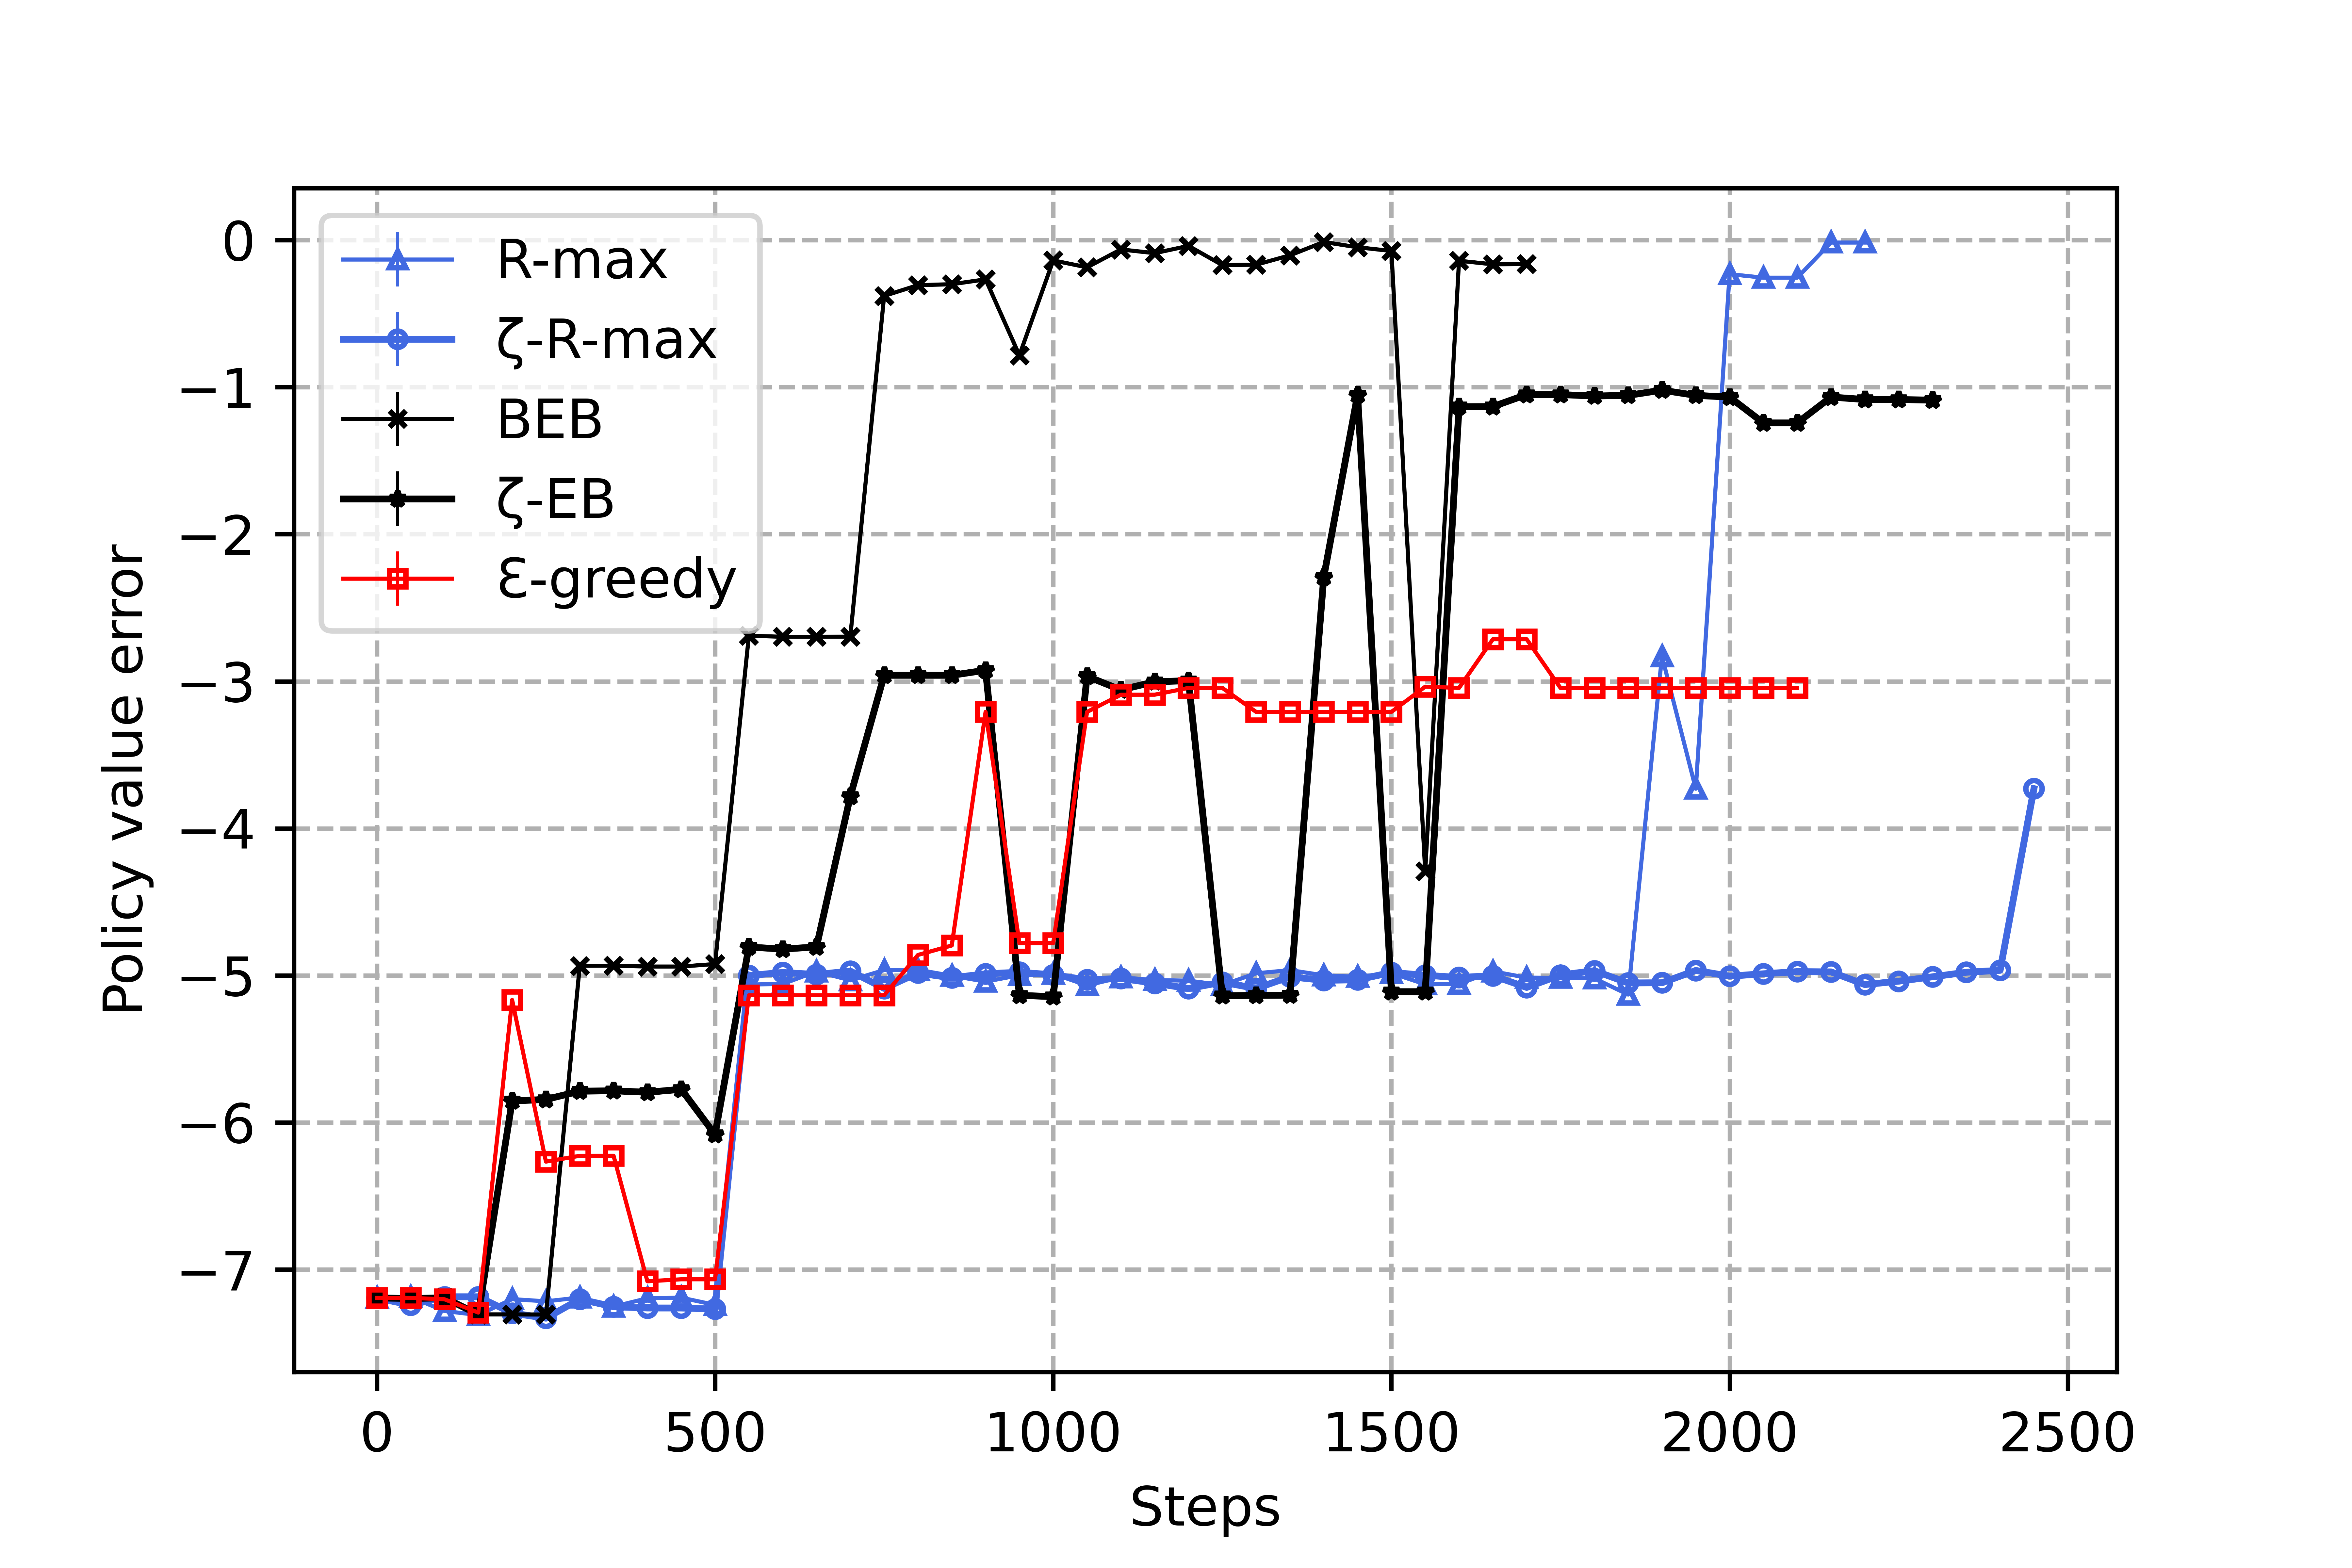 R-max
ζ-R-max
BEB
ζ-EB
Ɛ-greedy
0
−1
−2
−3
−4
−5
−6
−7
Policy value error
0 500 1000 1500 2000 2500
Steps